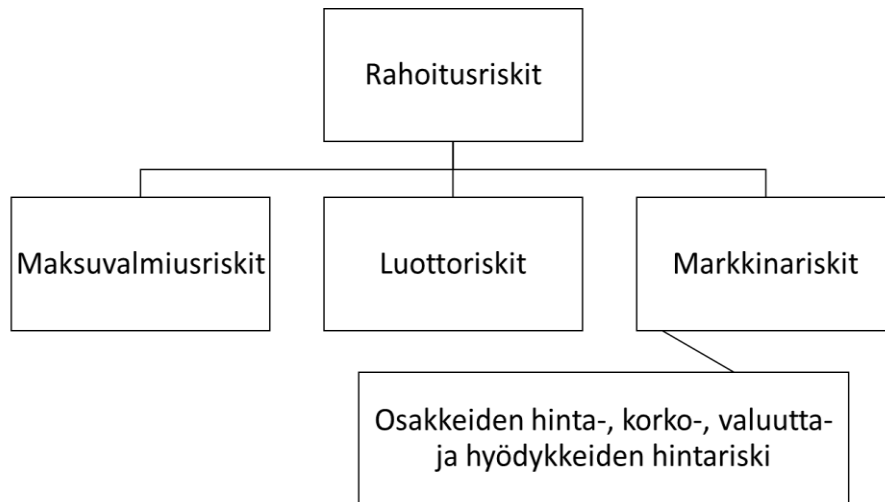 Rahoitusriskit
Maksuvalmiusriskit
Luottoriskit
Markkinariskit
Osakkeiden hinta-, korko-, valuutta-
ja hyödykkeiden hintariski